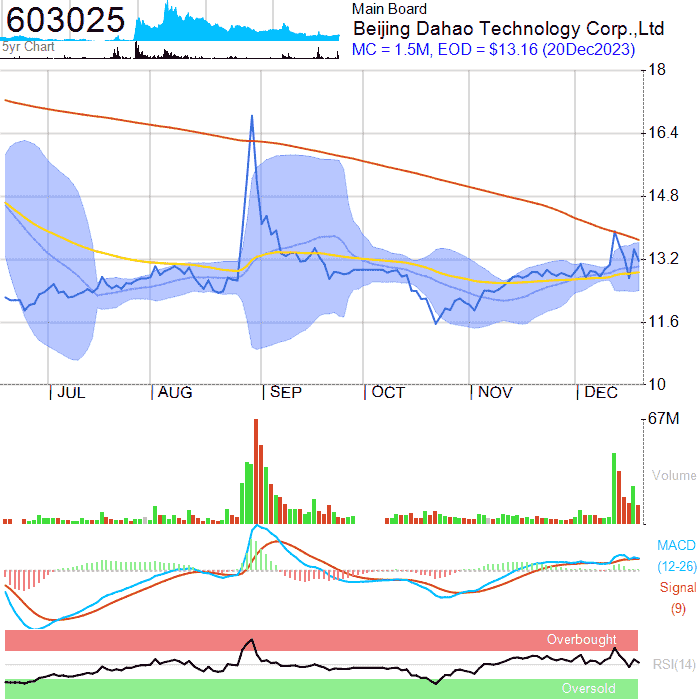 603025
5yr Chart
Main Board
Beijing Dahao Technology Corp.,Ltd
MC = 1.5M, EOD = $13.16 (20Dec2023)
18
16.4
14.8
13.2
11.6
10
JUL
AUG
SEP
OCT
NOV
DEC
67M
Volume
MACD
(12-26)
Signal
(9)
Overbought
RSI(14)
Oversold